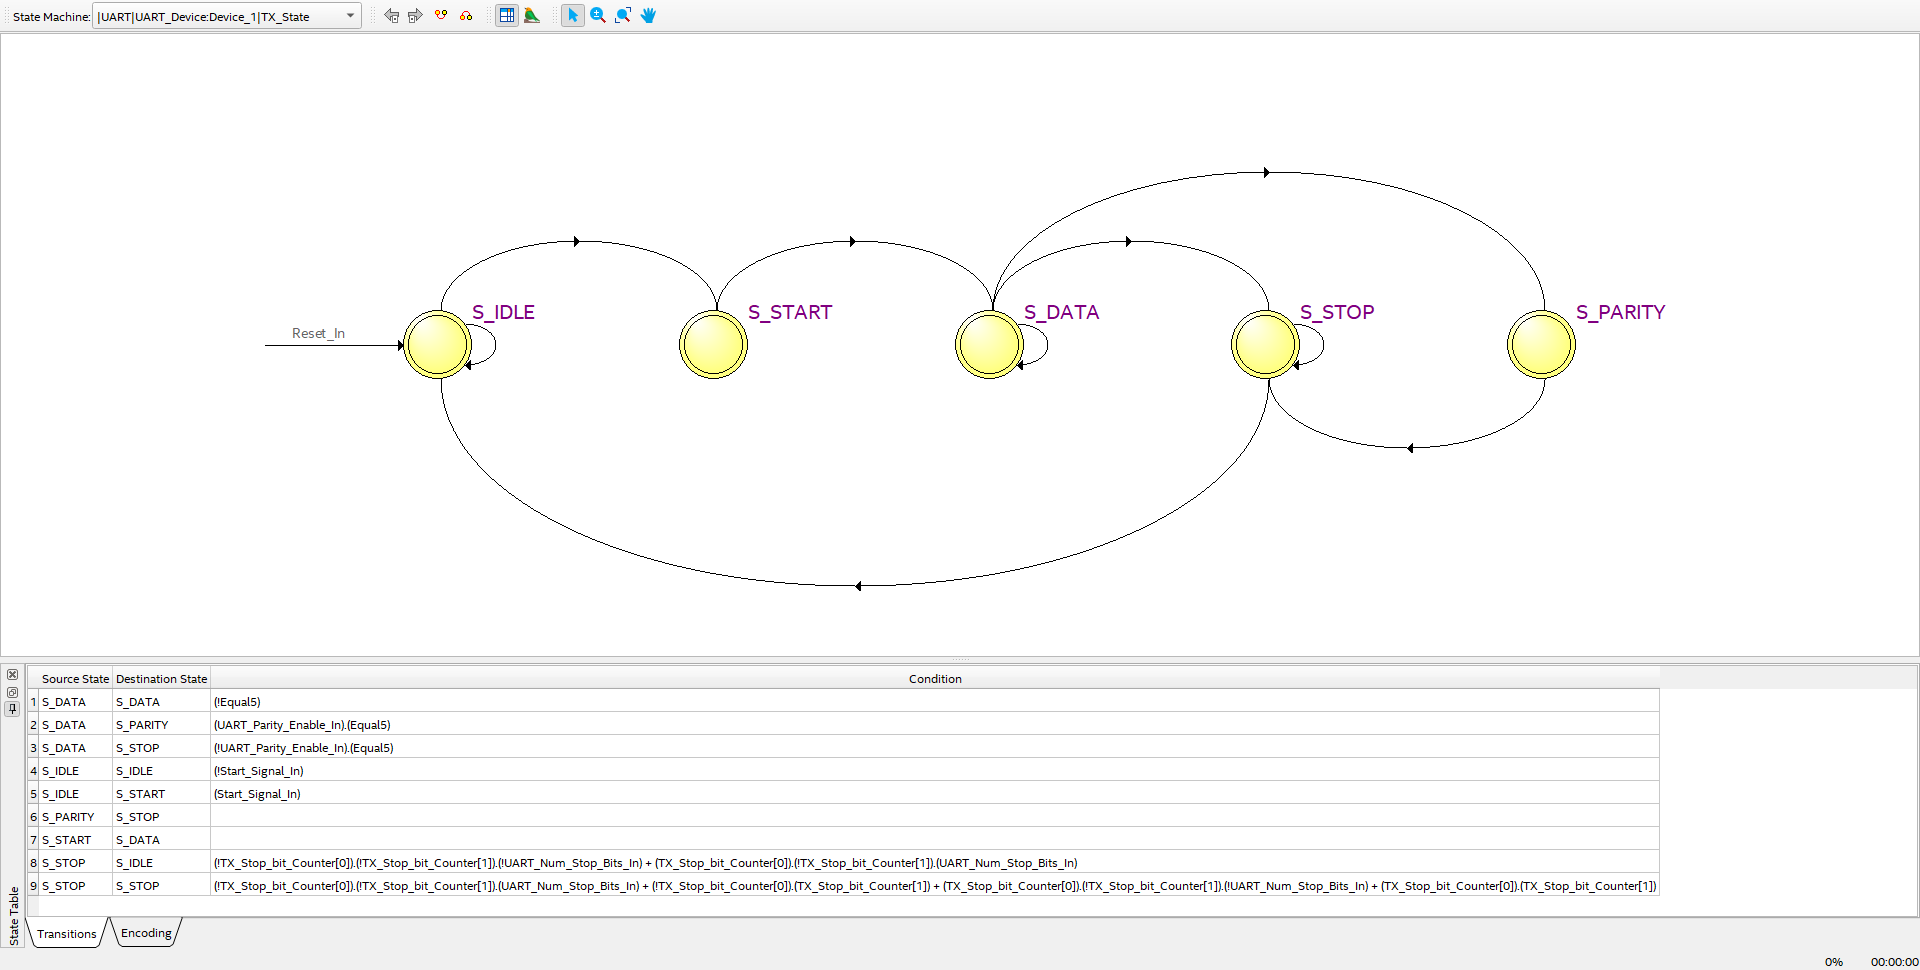 State Machine: |UART|UART_Device:Device_1|TX_State
S_IDLE S_START S_DATA S_STOP S_PARITY
Reset_In
Source State Destination State Condition
1 S_DATA S_DATA (!Equal5)
2 S_DATA S_PARITY (UART_Parity_Enable_In).(Equal5)
3 S_DATA S_STOP (!UART_Parity_Enable_In).(Equal5)
4 S_IDLE S_IDLE (!Start_Signal_In)
5 S_IDLE S_START (Start_Signal_In)
6 S_PARITY S_STOP
7 S_START S_DATA
8 S_STOP S_IDLE (!TX_Stop_bit_Counter[0]).(!TX_Stop_bit_Counter[1]).(!UART_Num_Stop_Bits_In) + (TX_Stop_bit_Counter[0]).(!TX_Stop_bit_Counter[1]).(UART_Num_Stop_Bits_In)
9 S_STOP S_STOP (!TX_Stop_bit_Counter[0]).(!TX_Stop_bit_Counter[1]).(UART_Num_Stop_Bits_In) + (!TX_Stop_bit_Counter[0]).(TX_Stop_bit_Counter[1]) + (TX_Stop_bit_Counter[0]).(!TX_Stop_bit_Counter[1]).(!UART_Num_Stop_Bits_In) + (TX_Stop_bit_Counter[0]).(TX_Stop_bit_Counter[1])
State Table
Transitions Encoding
0% 00:00:00